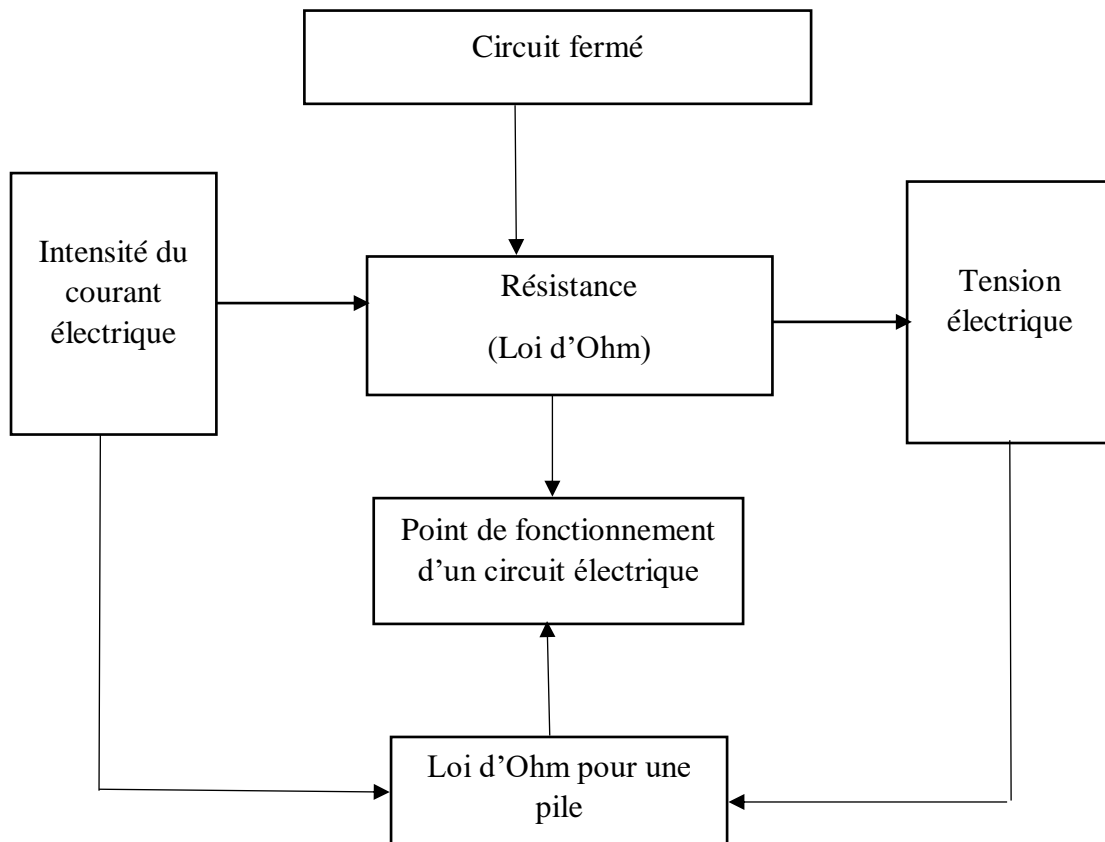 Circuit fermé
Intensité du
courant
électrique
Résistance
(Loi d’Ohm)
Tension
électrique
Point de fonctionnement
d’un circuit électrique
Loi d’Ohm pour une
pile